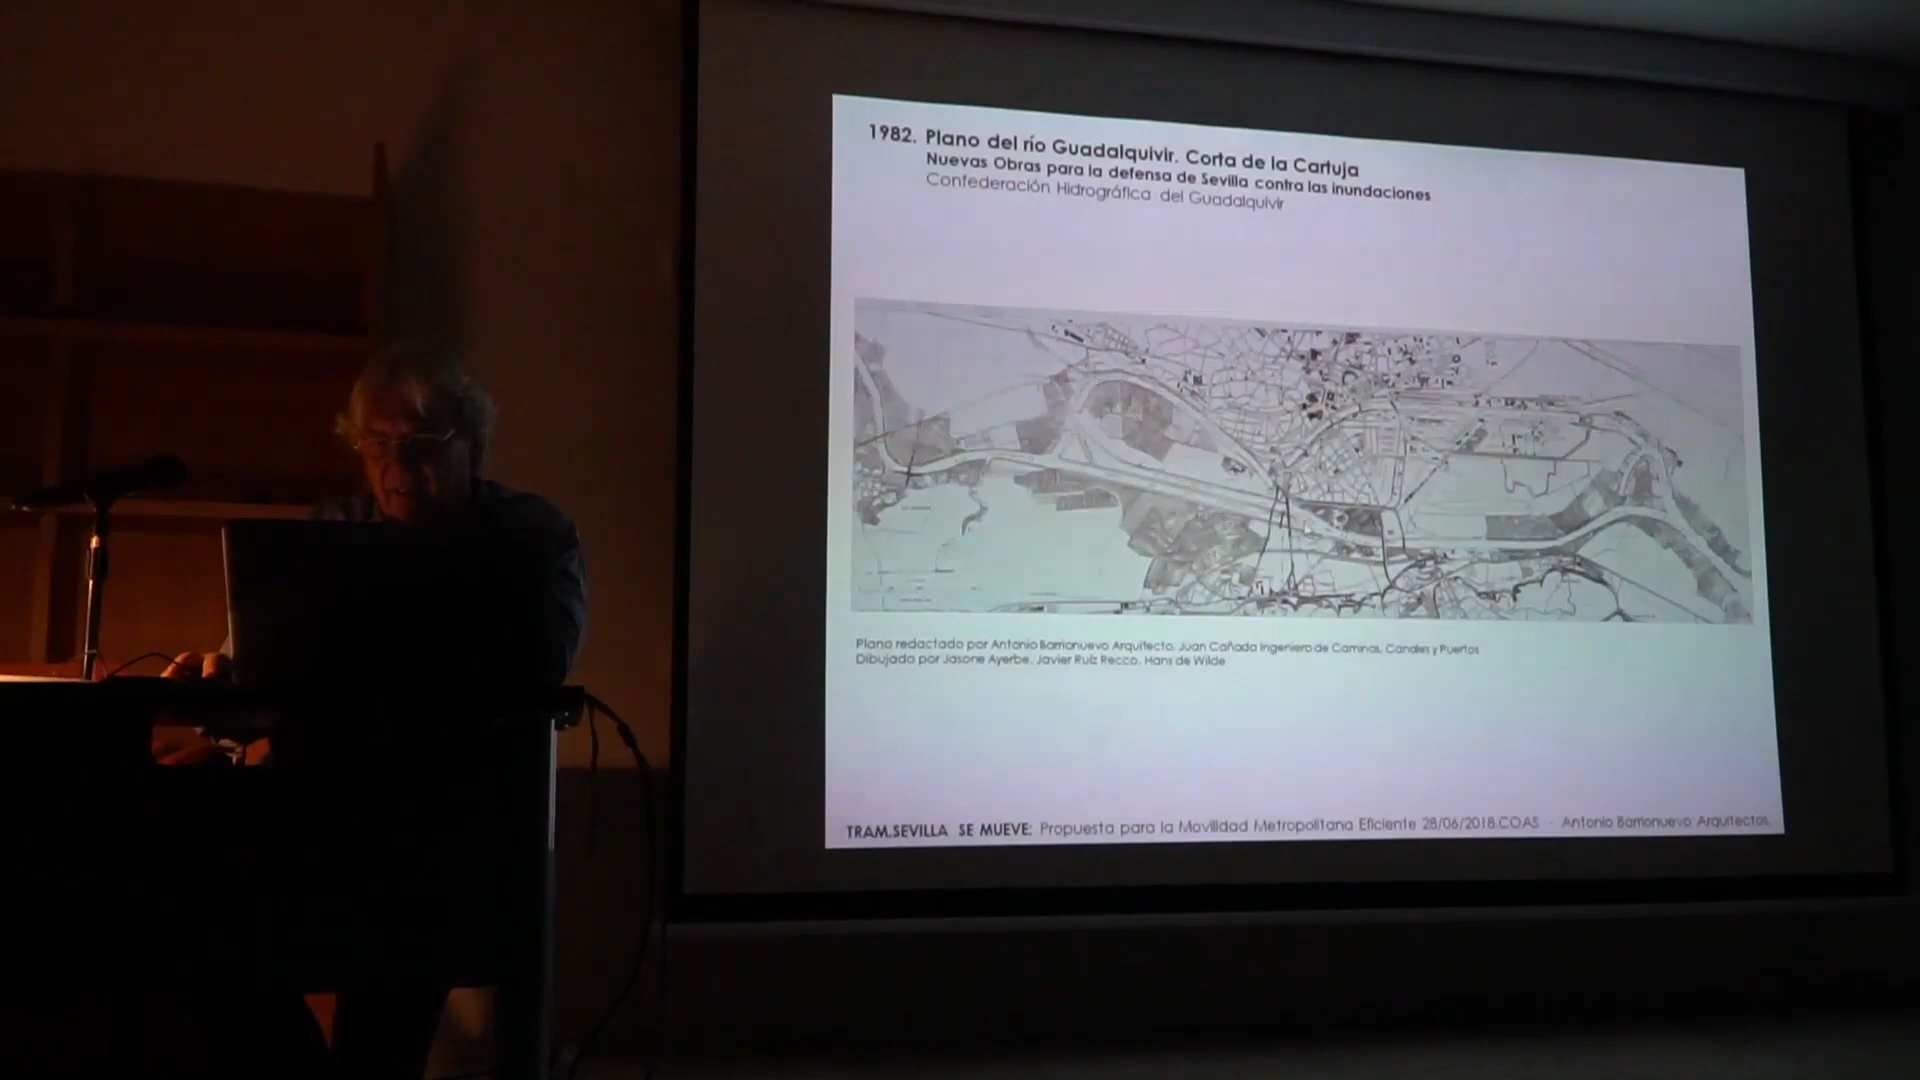 1982. Plano del río Guadalquivir. Corta de la Cartuja
Nuevas Obras para la defensa de Sevilla contra las inundaciones
Confederación Hidrográfica del Guadalquivir
Plano redactado por Antonio Barrionuevo Arquitecto, Juan Cañada Ingeniero de Caminos, Canales y Puertos
Dibujado por Jasone Ayerbe, Javier Ruíz Recco, Hans de Wilde
TRAM.SEVILLA SE MUEVE: Propuesta para la Movilidad Metropolitana Eficiente 28/06/2018.COAS - Antonio Barrionuevo Arquitectos.